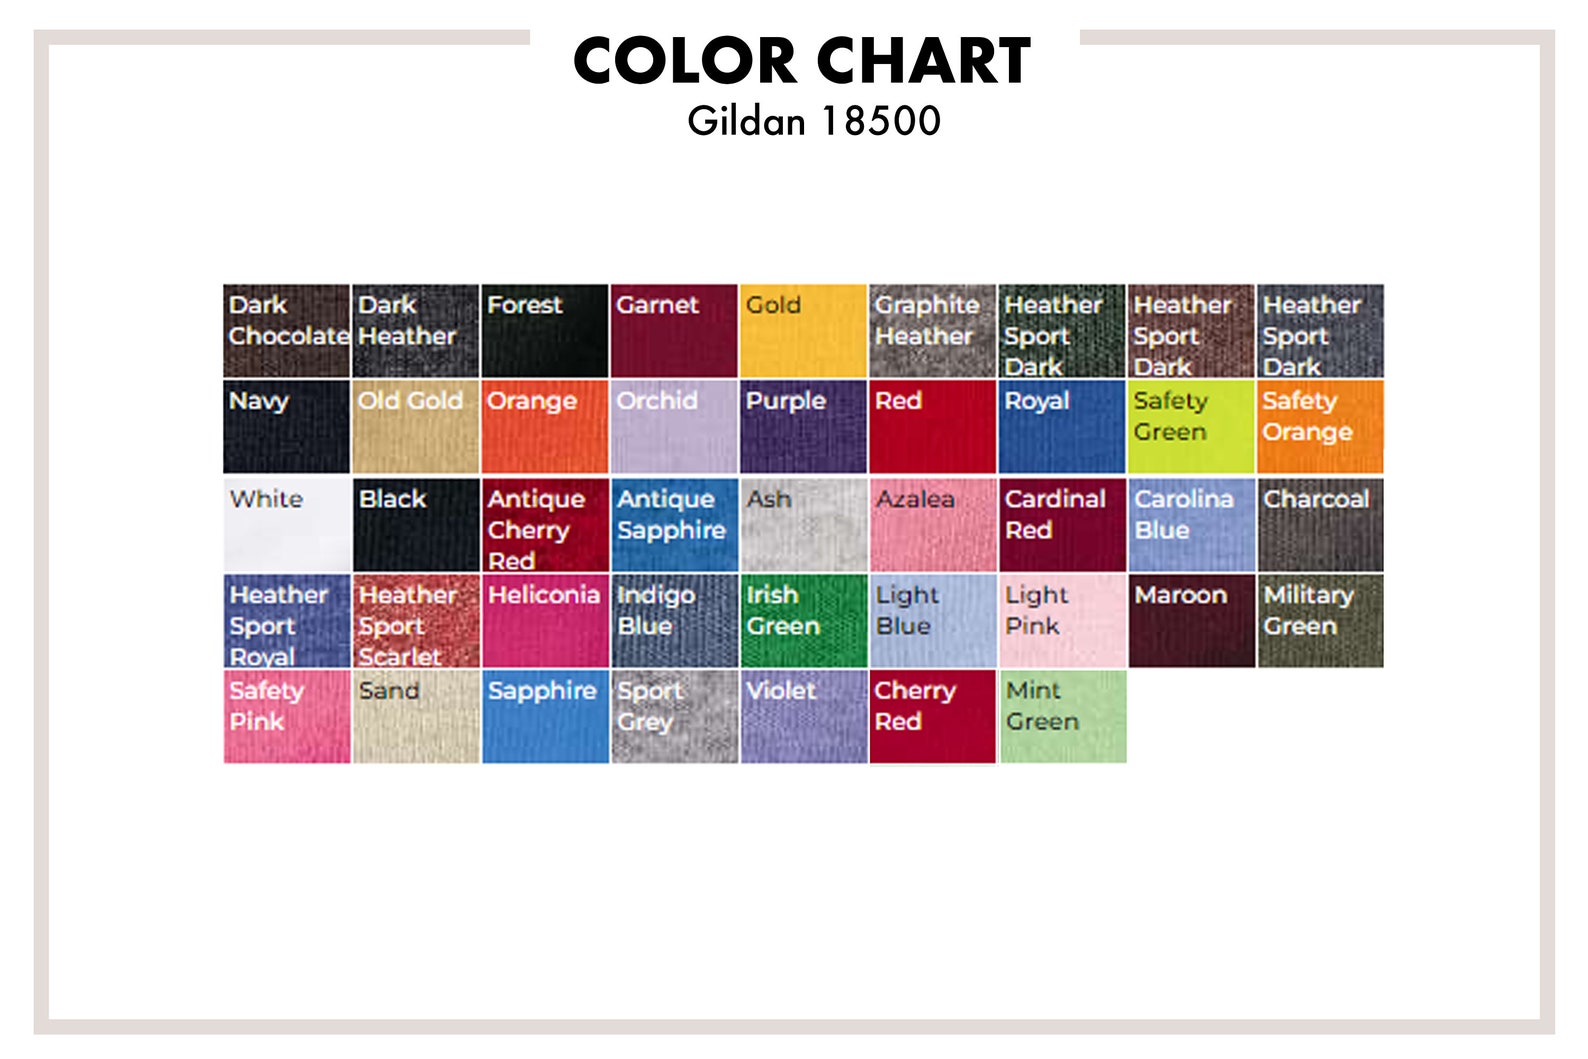 COLOR CHART
Gildan 18500
Dark
Chocolate
Dark
Heather
Forest
Garnet
Gold
Graphite
Heather
Heather
Sport
Dark
Heather
Sport
Dark
Heather
Sport
Dark
Navy
Old Gold
Orange
Orchid
Purple
Red
Royal
Safety
Green
Safety
Orange
White
Black
Antique
Cherry
Red
Antique
Sapphire
Ash
Azalea
Cardinal
Red
Carolina
Blue
Charcoal
Heather
Sport
Royal
Heather
Sport
Scarlet
Heliconia
Indigo
Blue
Irish
Green
Light
Blue
Light
Pink
Maroon
Military
Green
Safety
Pink
Sand
Sapphire
Sport
Grey
Violet
Cherry
Red
Mint
Green